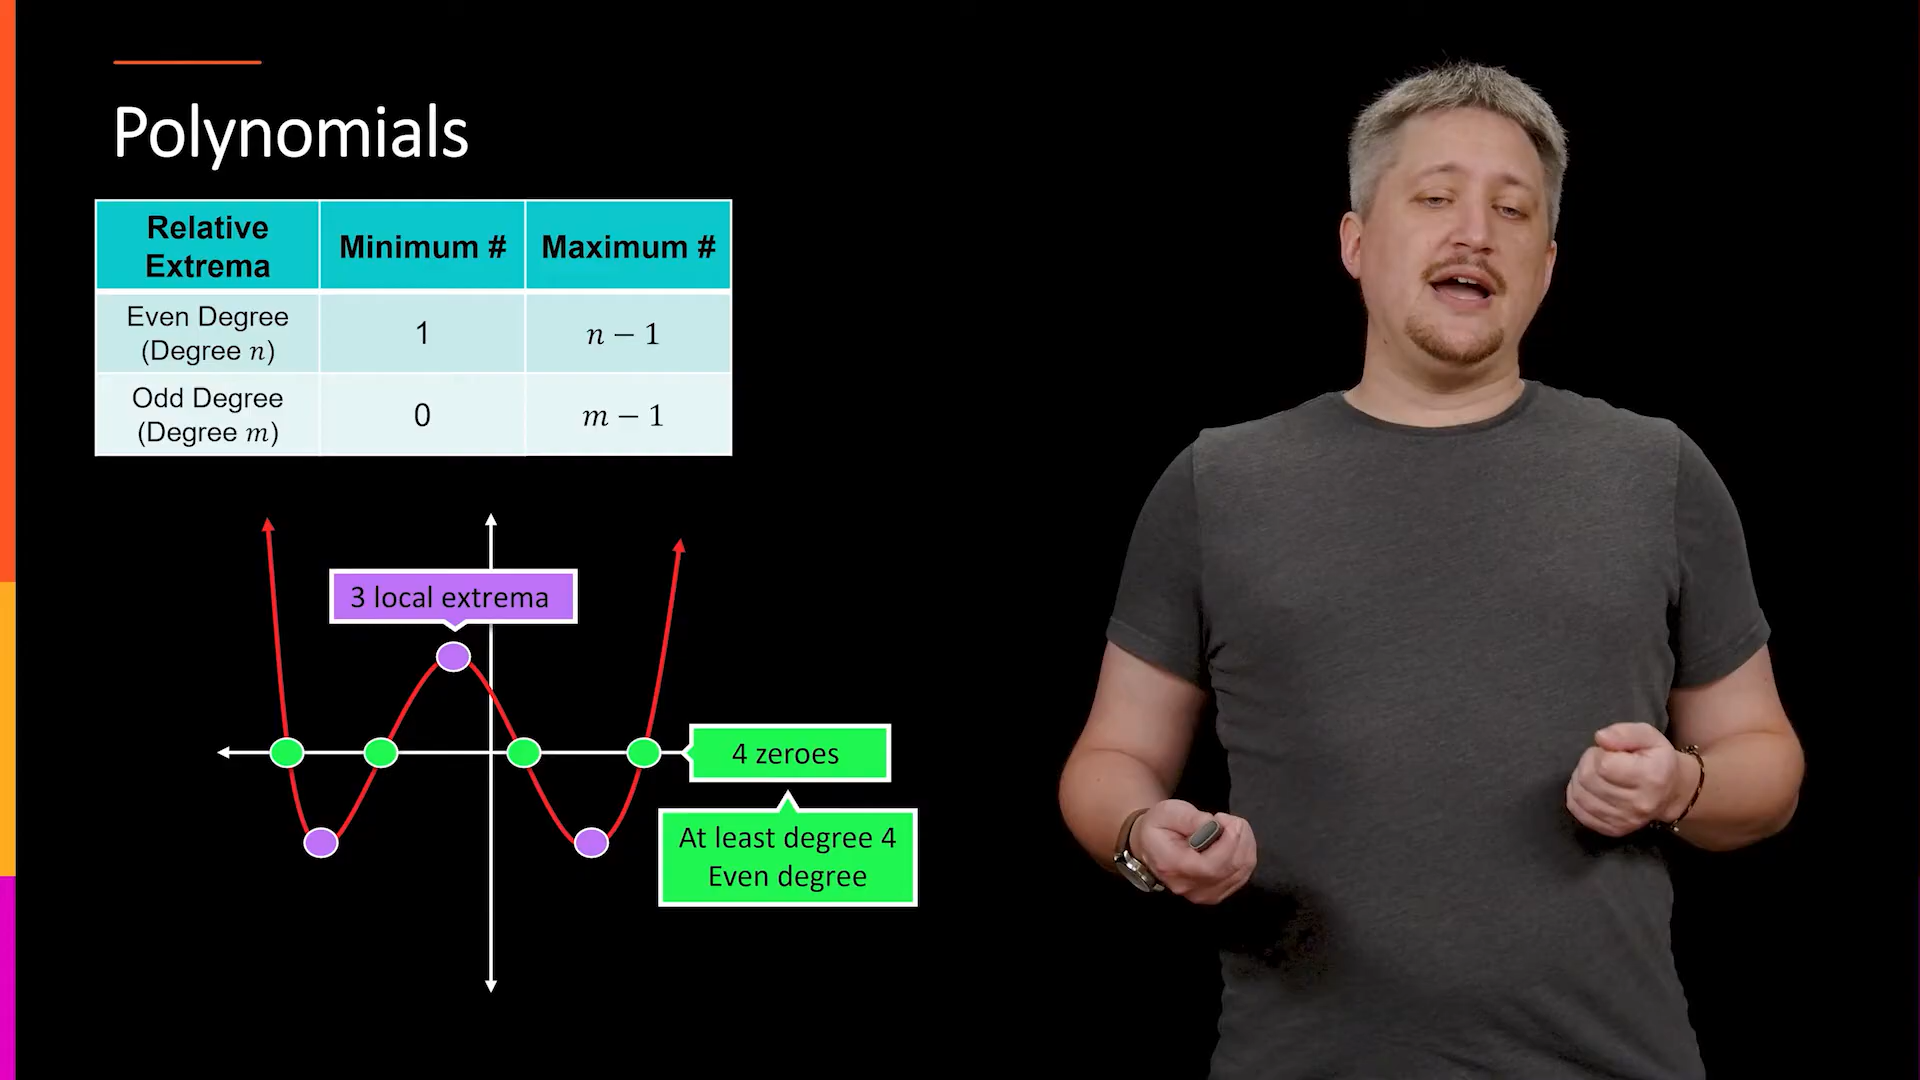 Polynomials
Relative
Extrema
Minimum #
Maximum #
Even Degree
(Degree n)
1
n − 1
Odd Degree
(Degree m)
0
m − 1
3 local extrema
4 zeroes
At least degree 4
Even degree